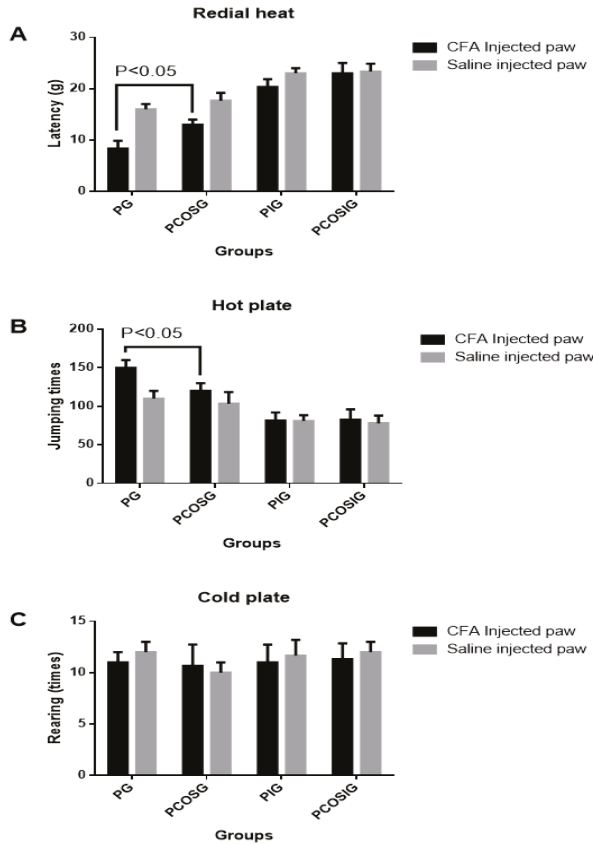 Redial heat
A
30
20
10
0
Latency (g)
P<0.05
CFA Injected paw
Saline injected paw
PG
PCOSG
PIG
PCOSIG
Groups
Hot plate
B
200
150
100
50
0
Jumping times
P<0.05
CFA Injected paw
Saline injected paw
PG
PCOSG
PIG
PCOSIG
Groups
Cold plate
C
15
10
5
0
Rearing (times)
CFA Injected paw
Saline injected paw
PG
PCOSG
PIG
PCOSIG
Groups